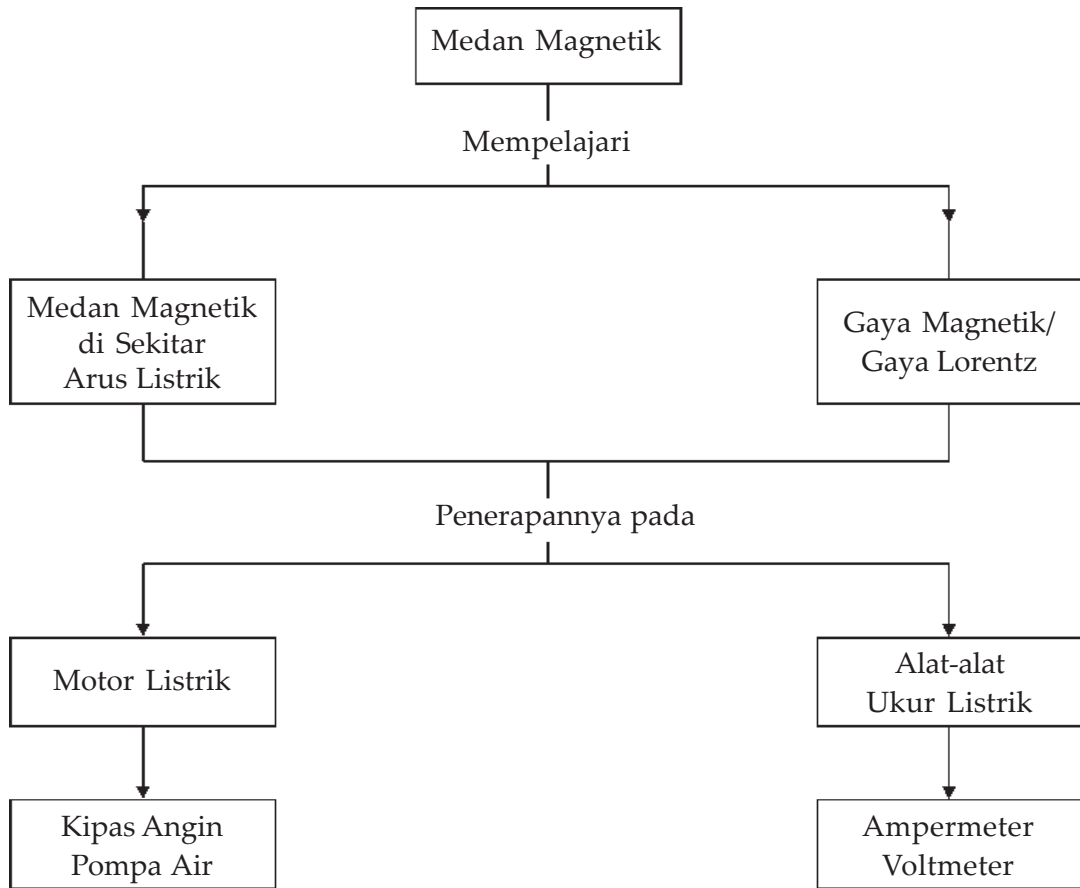 Medan Magnetik
Mempelajari
Medan Magnetik
di Sekitar
Arus Listrik
Gaya Magnetik/
Gaya Lorentz
Penerapannya pada
Motor Listrik
Alat-alat
Ukur Listrik
Kipas Angin
Pompa Air
Ampermeter
Voltmeter